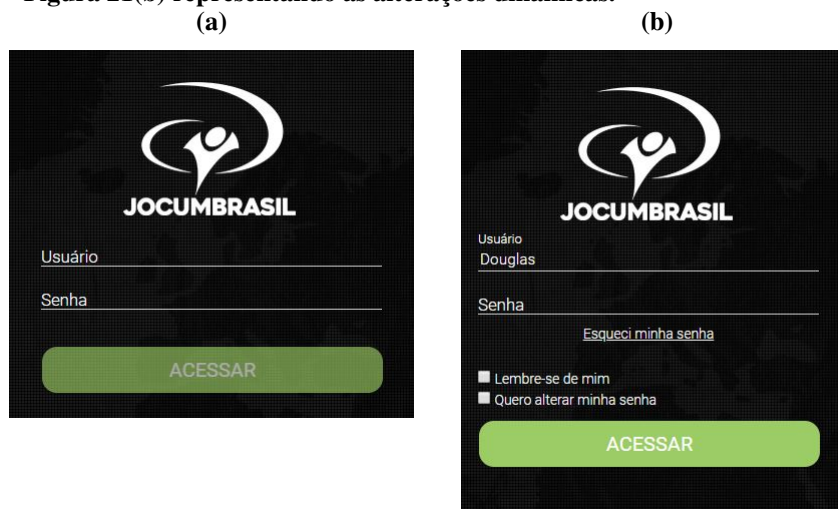 Figura 21(b) representando as alterações dinâmicas.
(a)
(b)
JOCUMBRASIL
Usuário
Senha
ACESSAR
JOCUMBRASIL
Usuário
Douglas
Senha
Esqueci minha senha
Lembre-se de mim
Quero alterar minha senha
ACESSAR